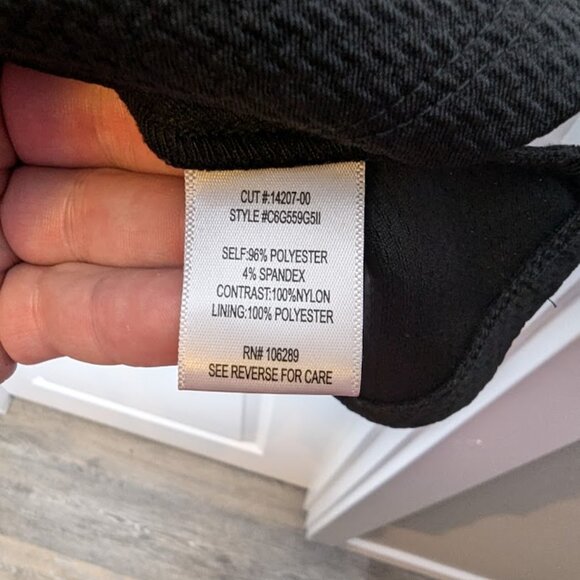 CUT #:14207-00
STYLE #C6G559G5II
SELF:96% POLYESTER
4% SPANDEX
CONTRAST:100%NYLON
LINING:100% POLYESTER
RN# 106289
SEE REVERSE FOR CARE